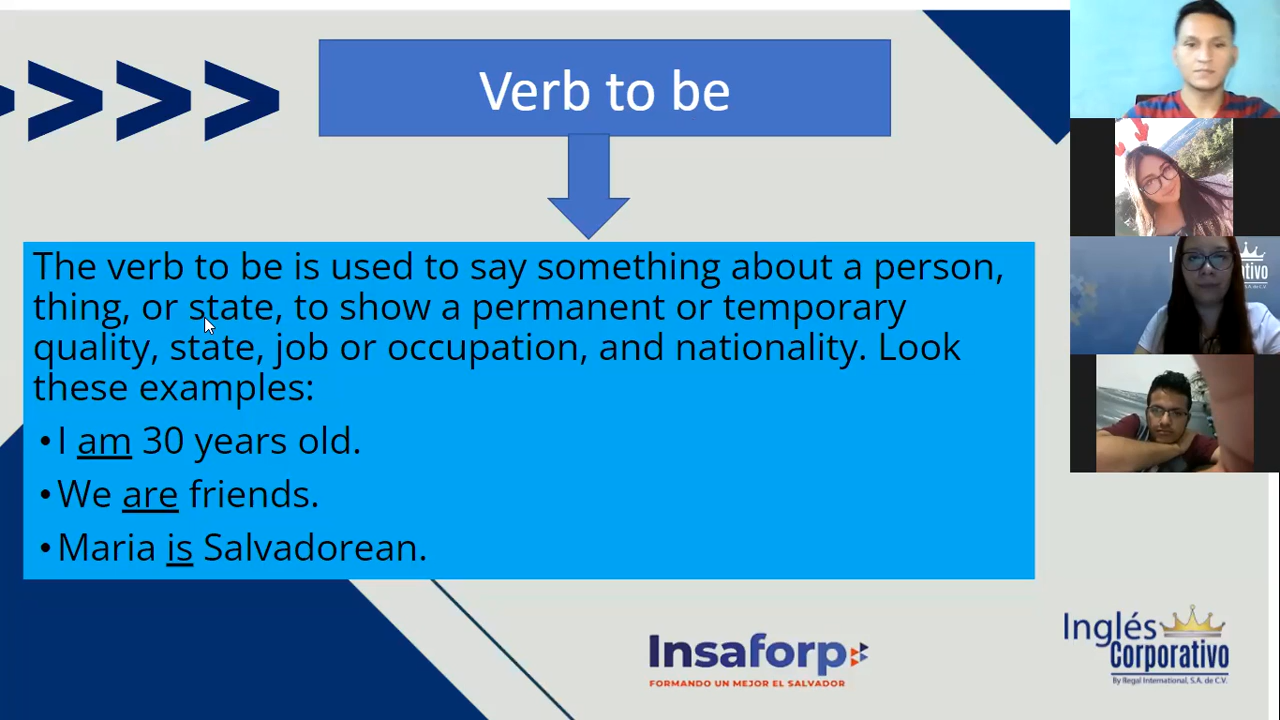 Verb to be
The verb to be is used to say something about a person,
thing, or state, to show a permanent or temporary
quality, state, job or occupation, and nationality. Look
these examples:
•I am 30 years old.
•We are friends.
•Maria is Salvadorean.
Insaforp
FORMANDO UN MEJOR EL SALVADOR
Inglés
Corporativo
By Regal International, S.A. de C.V.